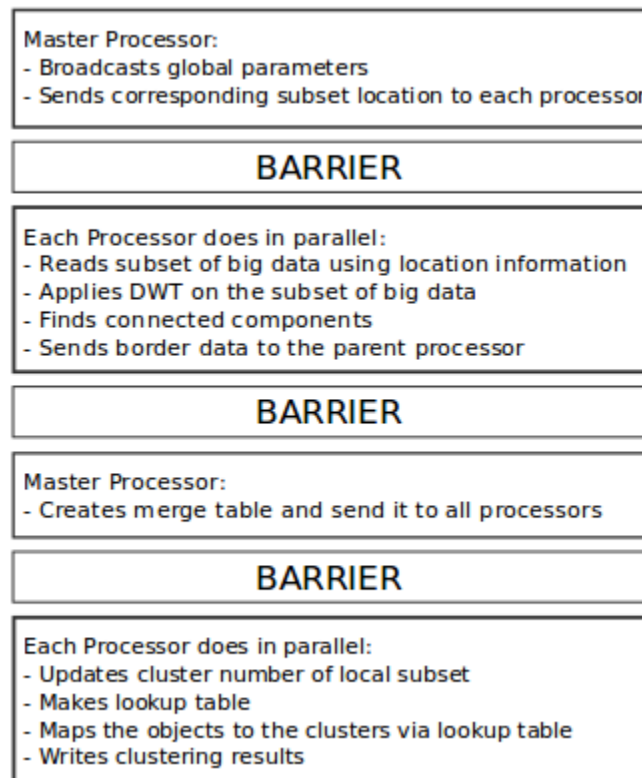 Master Processor:
- Broadcasts global parameters
- Sends corresponding subset location to each processor
BARRIER
Each Processor does in parallel:
- Reads subset of big data using location information
- Applies DWT on the subset of big data
- Finds connected components
- Sends border data to the parent processor
BARRIER
Master Processor:
- Creates merge table and send it to all processors
BARRIER
Each Processor does in parallel:
- Updates cluster number of local subset
- Makes lookup table
- Maps the objects to the clusters via lookup table
- Writes clustering results